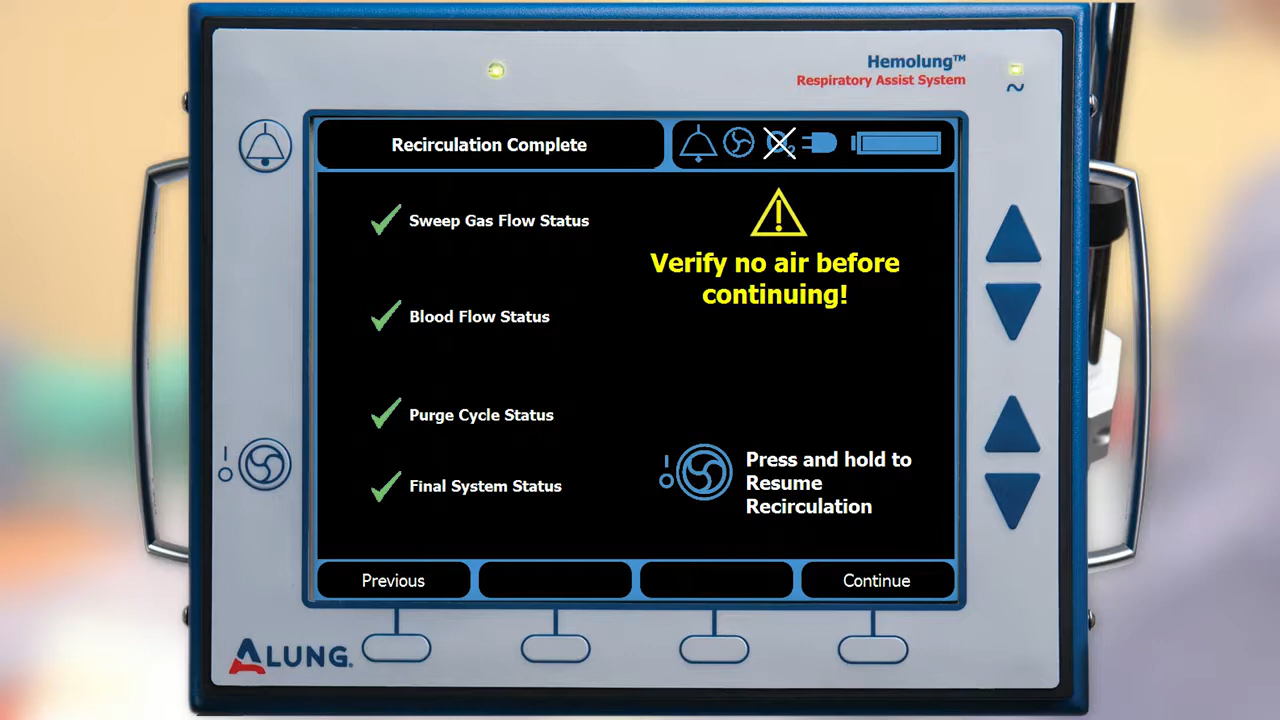 Hemolung™
Respiratory Assist System
Recirculation Complete
Sweep Gas Flow Status
Verify no air before
continuing!
Blood Flow Status
Purge Cycle Status
Press and hold to
Resume
Recirculation
Final System Status
Previous
Continue
ALUNG®